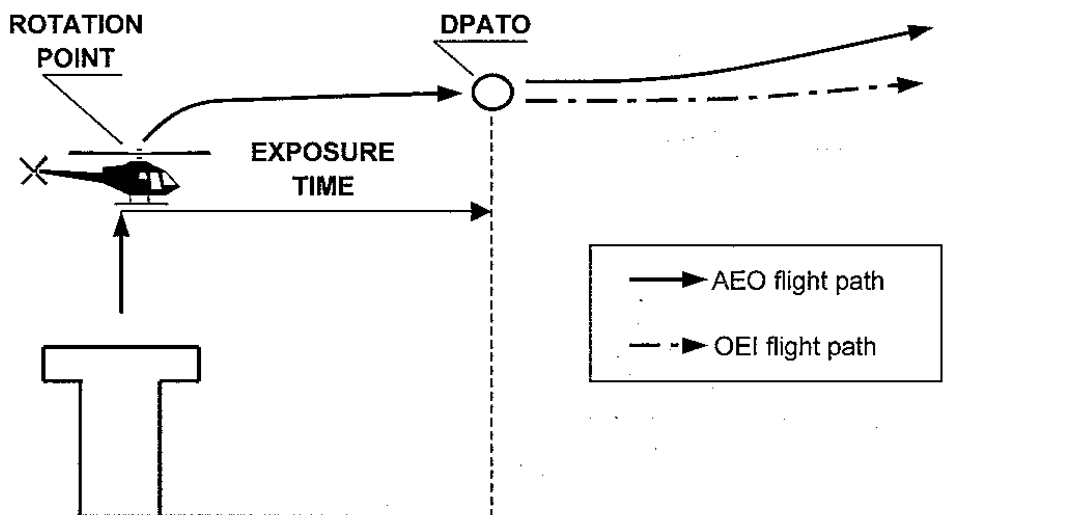 ROTATION
POINT
DPATO
EXPOSURE
TIME
AEO flight path
OEI flight path